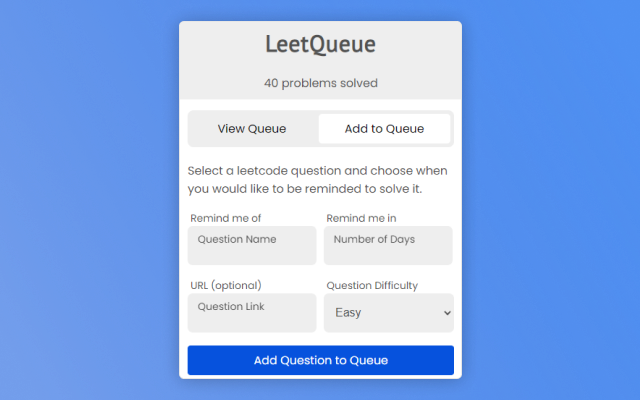 LeetQueue
40 problems solved
View Queue
Add to Queue
Select a leetcode question and choose when
you would like to be reminded to solve it.
Remind me of
Remind me in
Question Name
Number of Days
URL (optional)
Question Difficulty
Question Link
Easy
Add Question to Queue